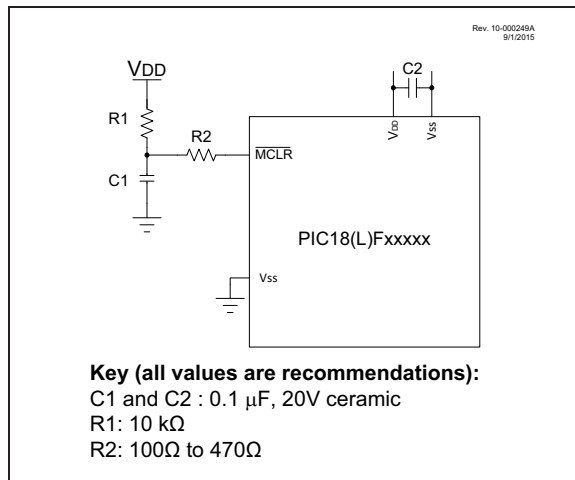 Rev. 10-000249A
9/1/2015
VDD
C2
R1
R2
VDD
Vss
MCLR
C1
PIC18(L)Fxxxxx
Vss
Key (all values are recommendations):
C1 and C2 : 0.1 μF, 20V ceramic
R1: 10 kΩ
R2: 100Ω to 470Ω